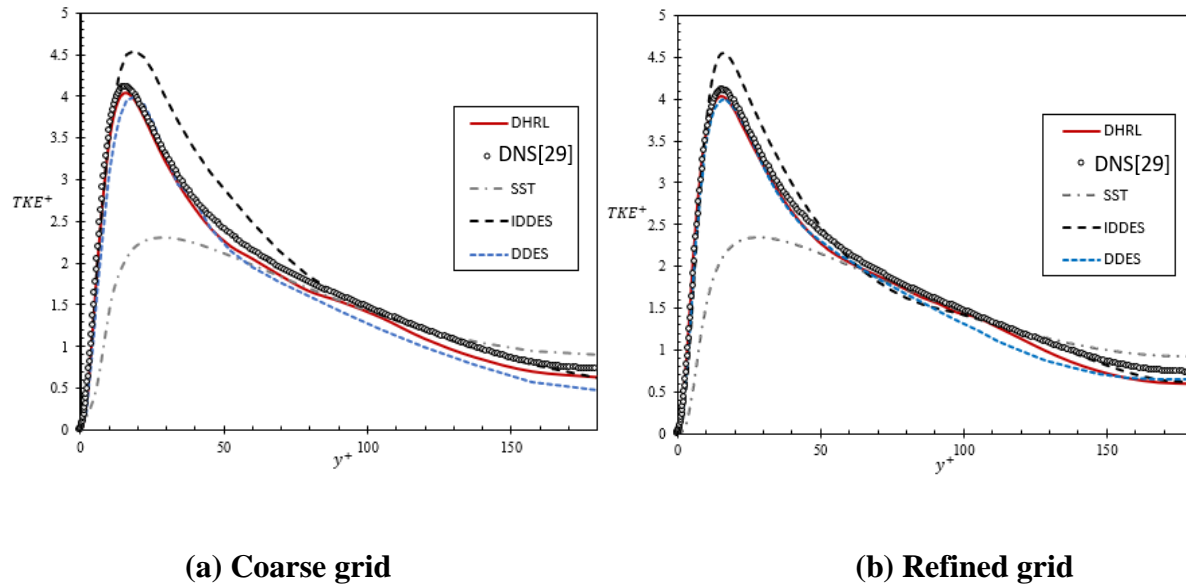 5
4.5
4
3.5
3
2.5
2
1.5
1
0.5
0
TKE⁺
0
50
100
150
y⁺
DHRL
DNS[29]
SST
IDDES
DDES
5
4.5
4
3.5
3
2.5
2
1.5
1
0.5
0
TKE⁺
0
50
100
150
y⁺
DHRL
DNS[29]
SST
IDDES
DDES
(a) Coarse grid
(b) Refined grid